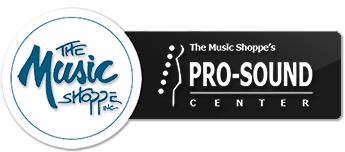 THE
Music
SHOPPE
INC.
The Music Shoppe's
PRO-SOUND
CENTER